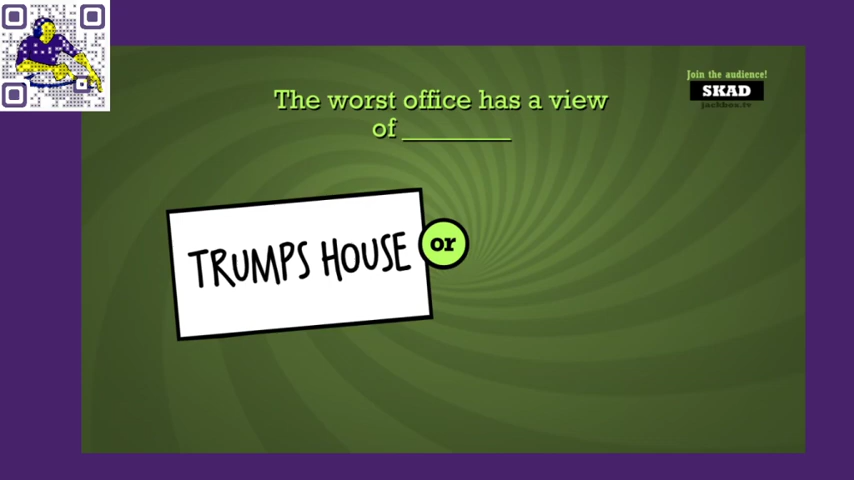 Join the audience!
SKAD
jackbox.tv
The worst office has a view
of ________
TRUMPS HOUSE
or